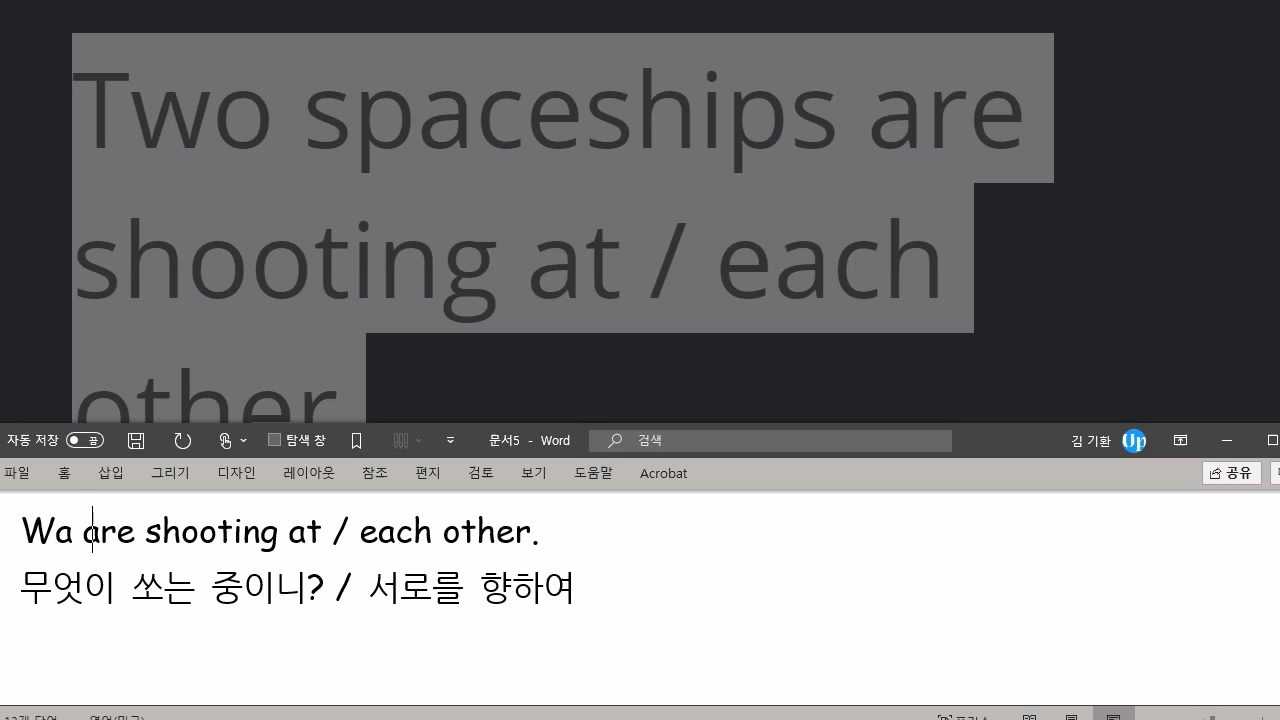 Two spaceships are
shooting at / each
other
자동 저장 끔 탐색 창 문서5 - Word 검색 김 기환 Up
파일 홈 삽입 그리기 디자인 레이아웃 참조 편지 검토 보기 도움말 Acrobat 공유
Wa are shooting at / each other.
무엇이 쏘는 중이니? / 서로를 향하여